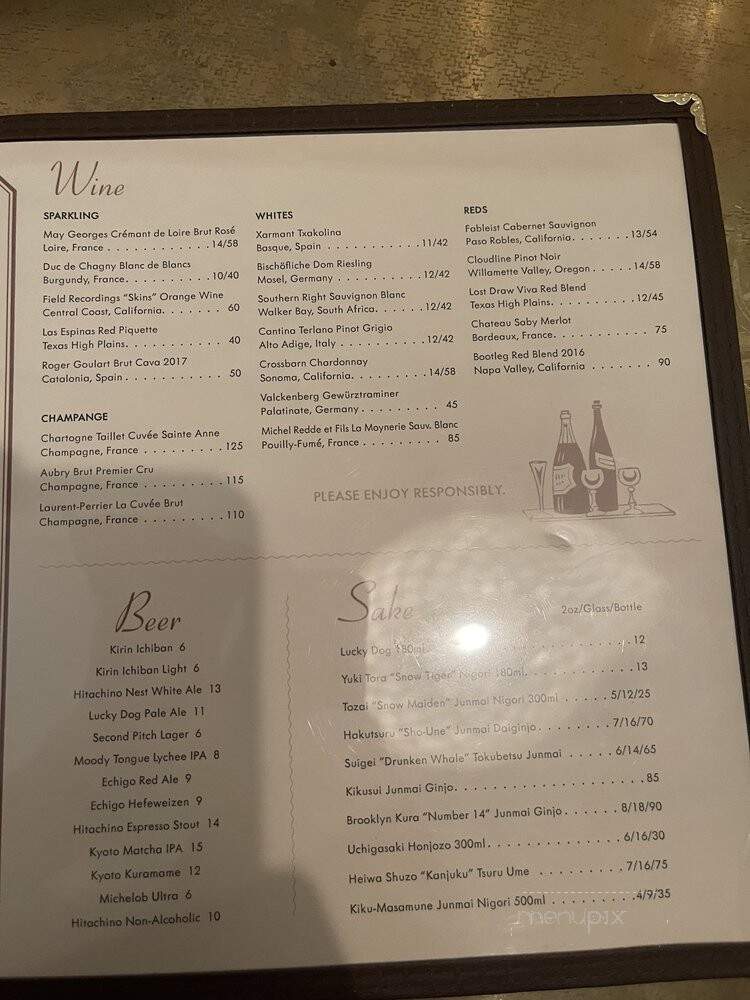 Wine
SPARKLING
May Georges Crémant de Loire Brut Rosé
Loire, France . . . . . . . . . . . . 14/58
Duc de Chagny Blanc de Blancs
Burgundy, France. . . . . . . . . . 10/40
Field Recordings “Skins” Orange Wine
Central Coast, California. . . . . . . 60
Las Espinas Red Piquette
Texas High Plains. . . . . . . . . . . 40
Roger Goulart Brut Cava 2017
Catalonia, Spain . . . . . . . . . . . 50
CHAMPANGE
Chartogne Taillet Cuvée Sainte Anne
Champagne, France . . . . . . . . . 125
Aubry Brut Premier Cru
Champagne, France . . . . . . . . . 115
Laurent-Perrier La Cuvée Brut
Champagne, France . . . . . . . . . 110
WHITES
Xarmant Txakolina
Basque, Spain . . . . . . . . . . . 11/42
Bischöfliche Dom Riesling
Mosel, Germany . . . . . . . . . . 12/42
Southern Right Sauvignon Blanc
Walker Bay, South Africa. . . . . . 12/42
Cantina Terlano Pinot Grigio
Alto Adige, Italy . . . . . . . . . . 12/42
Crossbarn Chardonnay
Sonoma, California. . . . . . . . . 14/58
Valckenberg Gewürztraminer
Palatinate, Germany . . . . . . . . . 45
Michel Redde et Fils La Moynerie Sauv. Blanc
Pouilly-Fumé, France . . . . . . . . . 85
REDS
Fableist Cabernet Sauvignon
Paso Robles, California. . . . . . . 13/54
Cloudline Pinot Noir
Willamette Valley, Oregon . . . . . 14/58
Lost Draw Viva Red Blend
Texas High Plains. . . . . . . . . . 12/45
Chateau Saby Merlot
Bordeaux, France. . . . . . . . . . . 75
Bootleg Red Blend 2016
Napa Valley, California . . . . . . . 90
PLEASE ENJOY RESPONSIBLY.
Beer
Kirin Ichiban 6
Kirin Ichiban Light 6
Hitachino Nest White Ale 13
Lucky Dog Pale Ale 11
Second Pitch Lager 6
Moody Tongue Lychee IPA 8
Echigo Red Ale 9
Echigo Hefeweizen 9
Hitachino Espresso Stout 14
Kyoto Matcha IPA 15
Kyoto Kuramame 12
Michelob Ultra 6
Hitachino Non-Alcoholic 10
Sake
2oz/Glass/Bottle
Lucky Dog 180ml . . . . . . . . . . . . . . . . . . . . 12
Yuki Tora “Snow Tiger” Nigori 180ml. . . . . . . . . . . 13
Tozai “Snow Maiden” Junmai Nigori 300ml . . . . . 5/12/25
Hakutsuru “Sho-Une” Junmai Daiginjo. . . . . . . . 7/16/70
Suigei “Drunken Whale” Tokubetsu Junmai . . . . . 6/14/65
Kikusui Junmai Ginjo. . . . . . . . . . . . . . . . . . . . 85
Brooklyn Kura “Number 14” Junmai Ginjo . . . . . . 8/18/90
Uchigasaki Honjozo 300ml . . . . . . . . . . . . . . 6/16/30
Heiwa Shuzo “Kanjuku” Tsuru Ume . . . . . . . . . 7/16/75
Kiku-Masamune Junmai Nigori 500ml . . . . . . . . . 4/9/35
menupix